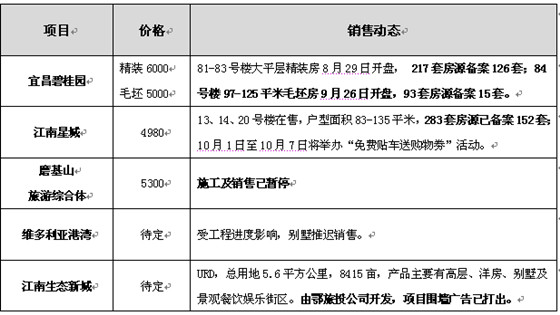 项目 价格 销售动态
宜昌碧桂园 精装 6000 毛坯 5000
81-83 号楼大平层精装房 8 月 29 日开盘， 217 套房源备案 126 套；84
号楼 97-125 平米毛坯房 9 月 26 日开盘，93 套房源备案 15 套。
江南星城 4980
13、14、20 号楼在售，户型面积 83-135 平米，283 套房源已备案 152 套；
10 月 1 日至 10 月 7 日将举办“免费贴车送购物券”活动。
磨基山
旅游综合体 5300 施工及销售已暂停
维多利亚港湾 待定 受工程进度影响，别墅推迟销售。
江南生态新城 待定
URD，总用地 5.6 平方公里，8415 亩，产品主要有高层、洋房、别墅及
景观餐饮娱乐街区。由鄂旅投公司开发，项目围墙广告已打出。